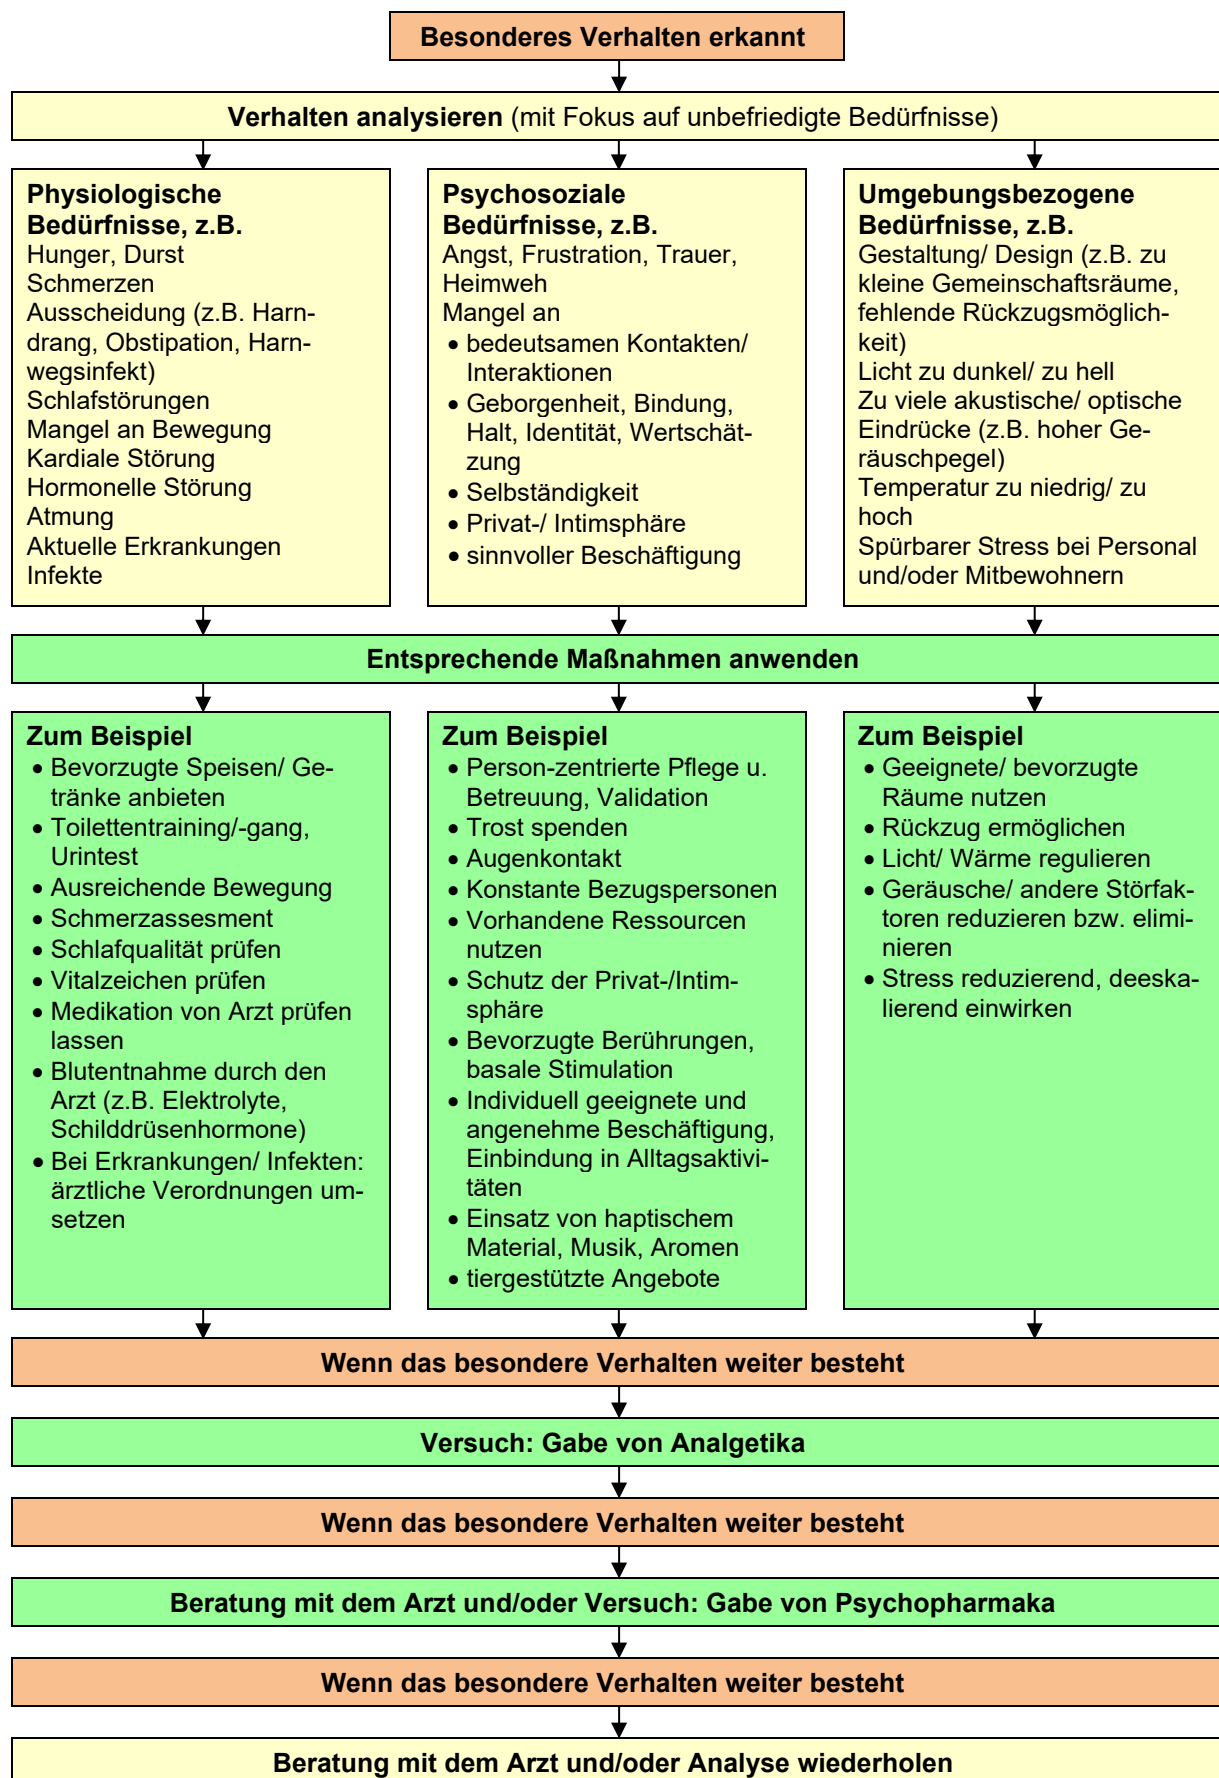 Besonderes Verhalten erkannt
Verhalten analysieren (mit Fokus auf unbefriedigte Bedürfnisse)
Physiologische
Bedürfnisse, z.B.
Hunger, Durst
Schmerzen
Ausscheidung (z.B. Harn-
drang, Obstipation, Harn-
wegsinfekt)
Schlafstörungen
Mangel an Bewegung
Kardiale Störung
Hormonelle Störung
Atmung
Aktuelle Erkrankungen
Infekte
Psychosoziale
Bedürfnisse, z.B.
Angst, Frustration, Trauer,
Heimweh
Mangel an
• bedeutsamen Kontakten/
Interaktionen
• Geborgenheit, Bindung,
Halt, Identität, Wertschät-
zung
• Selbständigkeit
• Privat-/ Intimsphäre
• sinnvoller Beschäftigung
Umgebungsbezogene
Bedürfnisse, z.B.
Gestaltung/ Design (z.B. zu
kleine Gemeinschaftsräume,
fehlende Rückzugsmöglich-
keit)
Licht zu dunkel/ zu hell
Zu viele akustische/ optische
Eindrücke (z.B. hoher Ge-
räuschpegel)
Temperatur zu niedrig/ zu
hoch
Spürbarer Stress bei Personal
und/oder Mitbewohnern
Entsprechende Maßnahmen anwenden
Zum Beispiel
• Bevorzugte Speisen/ Ge-
tränke anbieten
• Toilettentraining/-gang,
Urintest
• Ausreichende Bewegung
• Schmerzassesment
• Schlafqualität prüfen
• Vitalzeichen prüfen
• Medikation von Arzt prüfen
lassen
• Blutentnahme durch den
Arzt (z.B. Elektrolyte,
Schilddrüsenhormone)
• Bei Erkrankungen/ Infekten:
ärztliche Verordnungen um-
setzen
Zum Beispiel
• Person-zentrierte Pflege u.
Betreuung, Validation
• Trost spenden
• Augenkontakt
• Konstante Bezugspersonen
• Vorhandene Ressourcen
nutzen
• Schutz der Privat-/Intim-
sphäre
• Bevorzugte Berührungen,
basale Stimulation
• Individuell geeignete und
angenehme Beschäftigung,
Einbindung in Alltagsaktivi-
täten
• Einsatz von haptischem
Material, Musik, Aromen
• tiergestützte Angebote
Zum Beispiel
• Geeignete/ bevorzugte
Räume nutzen
• Rückzug ermöglichen
• Licht/ Wärme regulieren
• Geräusche/ andere Störfak-
toren reduzieren bzw. elimi-
nieren
• Stress reduzierend, deeska-
lierend einwirken
Wenn das besondere Verhalten weiter besteht
Versuch: Gabe von Analgetika
Wenn das besondere Verhalten weiter besteht
Beratung mit dem Arzt und/oder Versuch: Gabe von Psychopharmaka
Wenn das besondere Verhalten weiter besteht
Beratung mit dem Arzt und/oder Analyse wiederholen